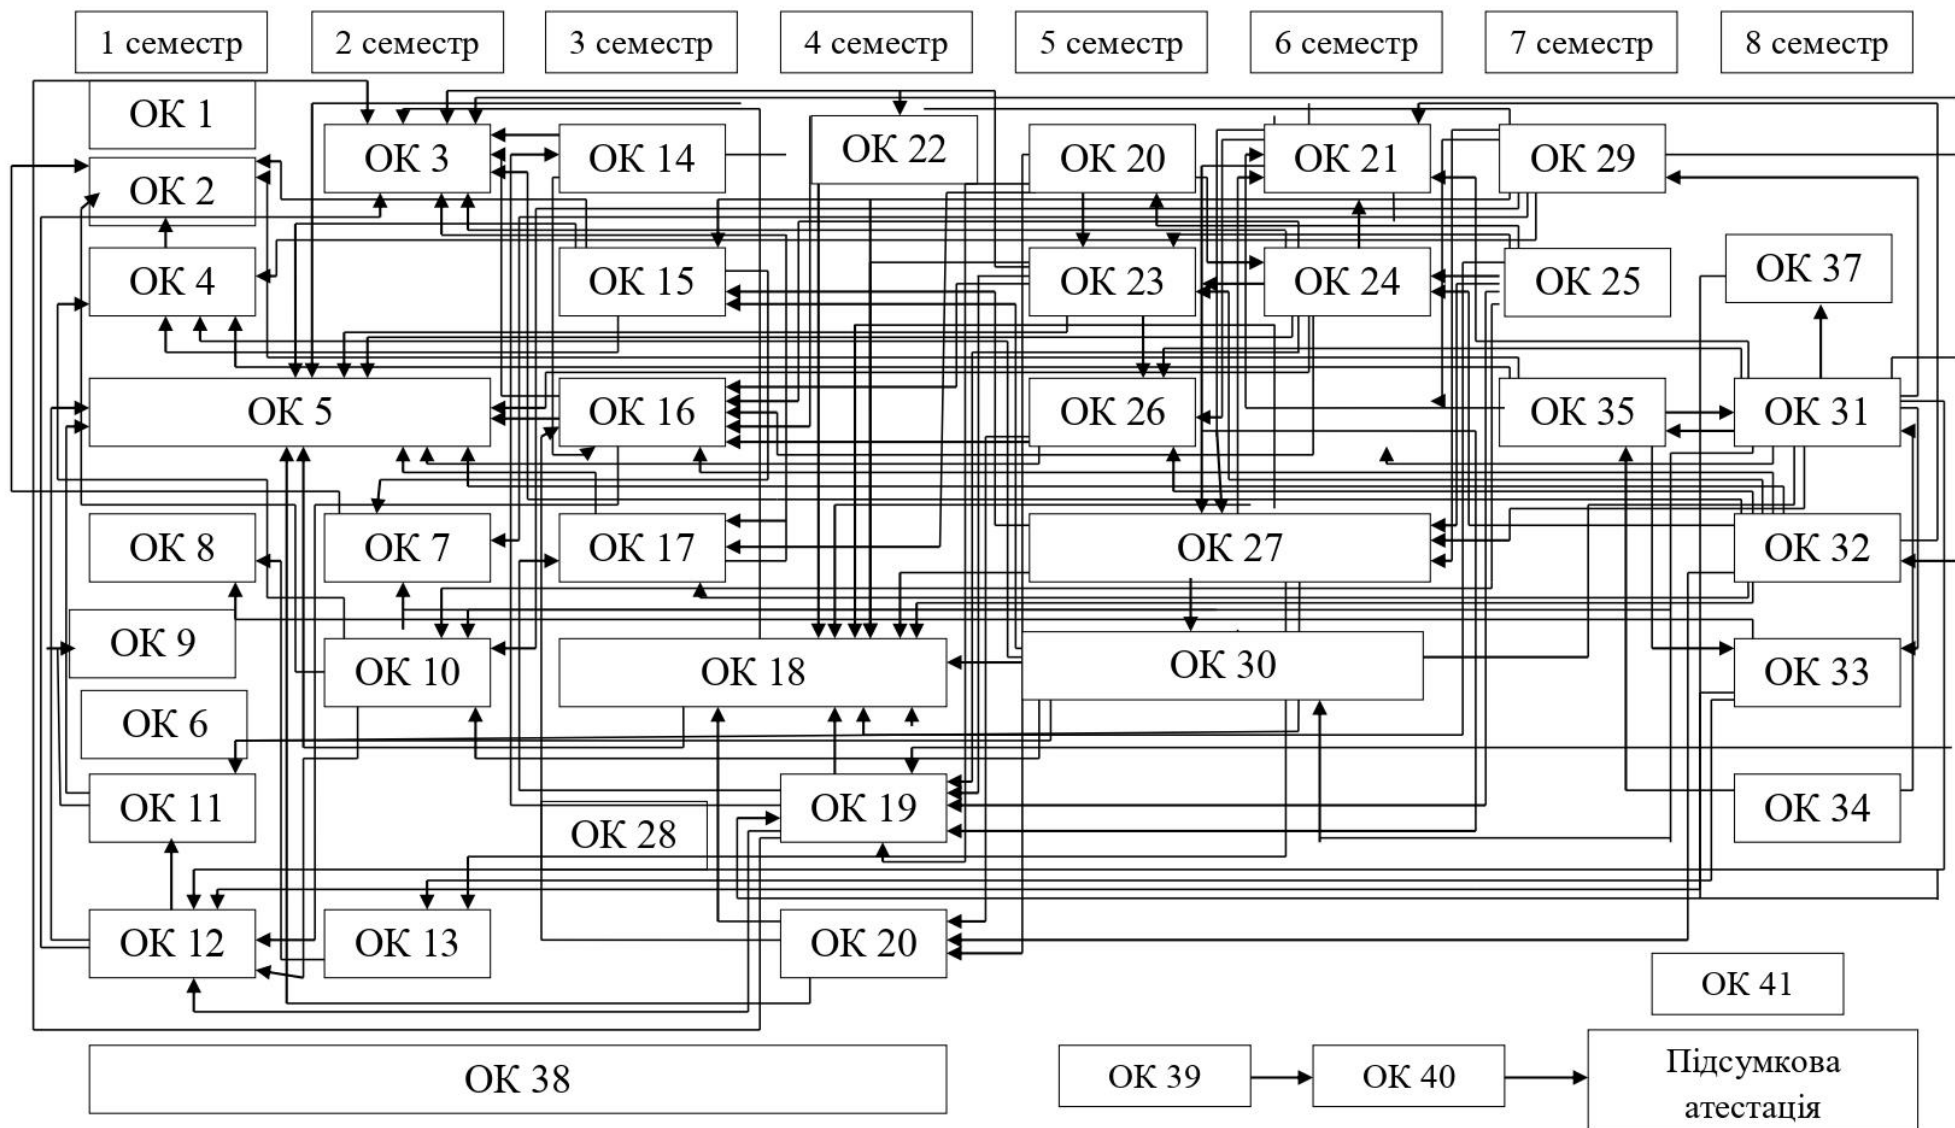 1 семестр
2 семестр
3 семестр
4 семестр
5 семестр
6 семестр
7 семестр
8 семестр
ОК 1
ОК 3
ОК 14
ОК 22
ОК 20
ОК 21
ОК 29
ОК 2
ОК 4
ОК 15
ОК 23
ОК 24
ОК 25
ОК 37
ОК 5
ОК 16
ОК 26
ОК 35
ОК 31
ОК 8
ОК 7
ОК 17
ОК 27
ОК 32
ОК 9
ОК 10
ОК 18
ОК 30
ОК 33
ОК 6
ОК 11
ОК 28
ОК 19
ОК 34
ОК 12
ОК 13
ОК 20
ОК 41
ОК 38
ОК 39
ОК 40
Підсумкова
атестація